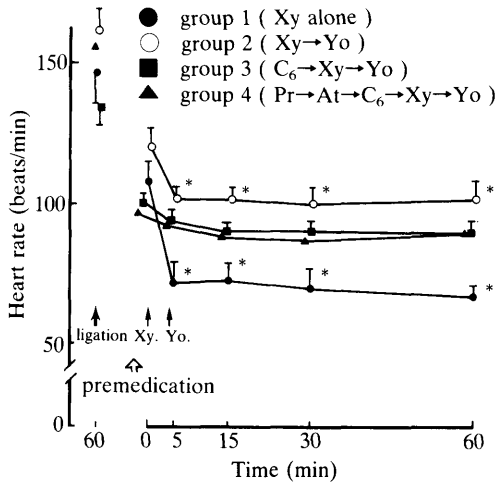 group 1 ( Xy alone )
group 2 ( Xy→Yo )
group 3 ( C₆→Xy→Yo )
group 4 ( Pr→At→C₆→Xy→Yo )
Heart rate (beats/min)
150
100
50
0
*
*
*
*
*
*
*
*
ligation Xy. Yo.
premedication
60 0 5 15 30 60
Time (min)